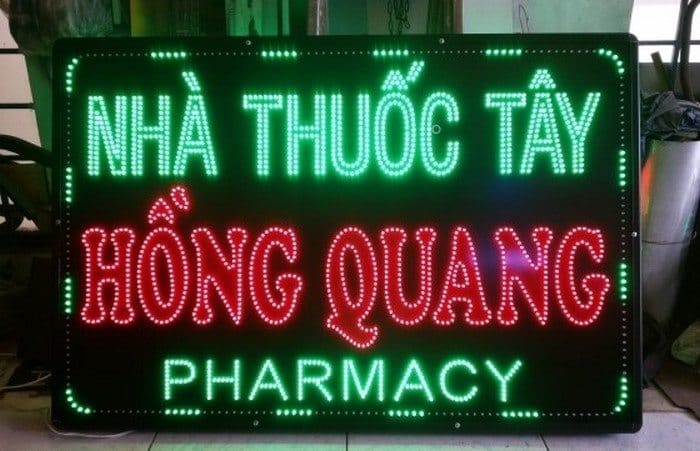 NHÀ THUỐC TÂY
HỒNG QUANG
PHARMACY